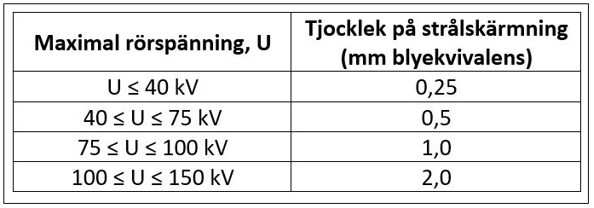 Maximal rörspänning, U
Tjocklek på strålskärmning
(mm blyekvivalens)
U ≤ 40 kV
0,25
40 ≤ U ≤ 75 kV
0,5
75 ≤ U ≤ 100 kV
1,0
100 ≤ U ≤ 150 kV
2,0